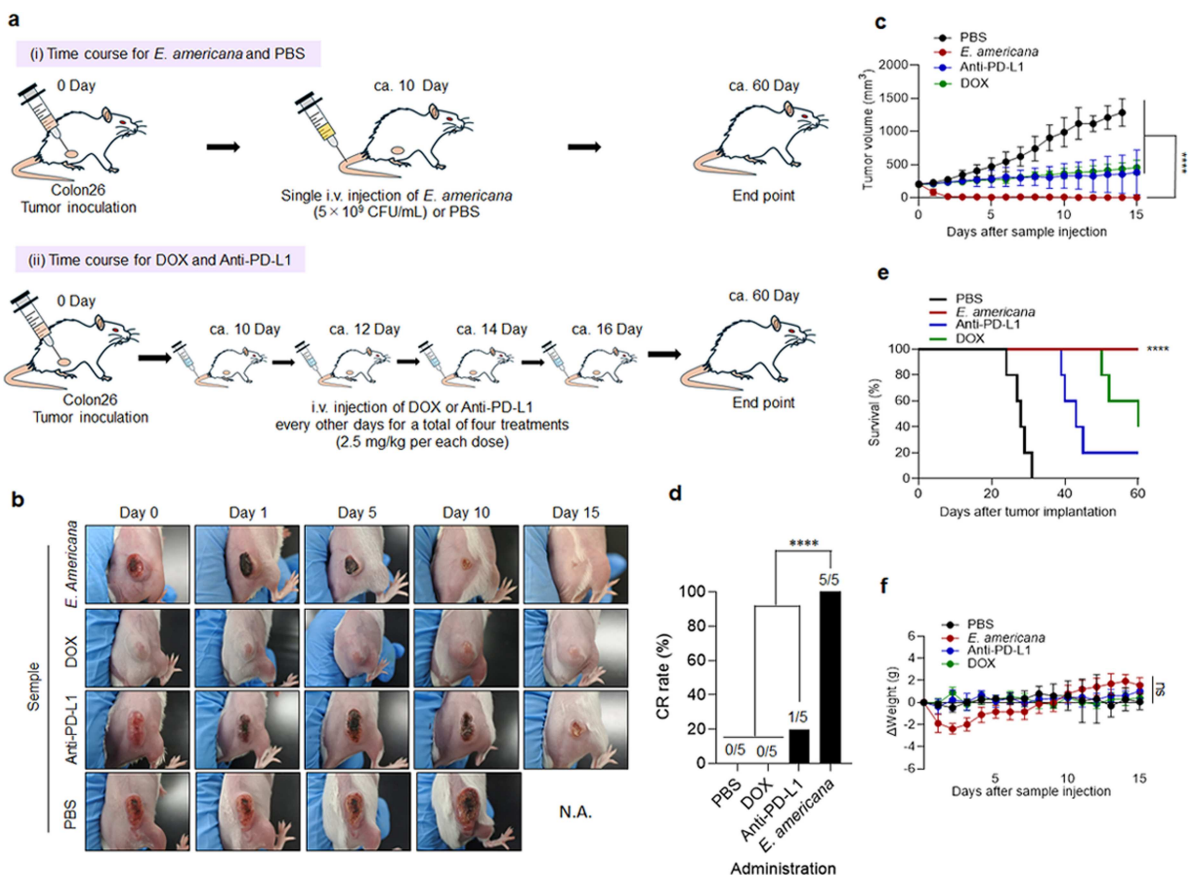 a
(i) Time course for E. americana and PBS
0 Day
ca. 10 Day
ca. 60 Day
Colon26
Tumor inoculation
Single i.v. injection of E. americana
(5×10⁹ CFU/mL) or PBS
End point
(ii) Time course for DOX and Anti-PD-L1
0 Day
ca. 10 Day
ca. 12 Day
ca. 14 Day
ca. 16 Day
ca. 60 Day
Colon26
Tumor inoculation
i.v. injection of DOX or Anti-PD-L1
every other days for a total of four treatments
(2.5 mg/kg per each dose)
End point
b
Day 0
Day 1
Day 5
Day 10
Day 15
Semple
E. Americana
DOX
Anti-PD-L1
PBS
N.A.
c
PBS
E. americana
Anti-PD-L1
DOX
Tumor volume (mm³)
2000
1500
1000
500
0
0 5 10 15
Days after sample injection
****
d
CR rate (%)
100
80
60
40
20
0
0/5
0/5
1/5
5/5
****
PBS
DOX
Anti-PD-L1
E. americana
Administration
e
PBS
E. americana
Anti-PD-L1
DOX
Survival (%)
100
80
60
40
20
0
0 20 40 60
Days after tumor implantation
****
f
PBS
E. americana
Anti-PD-L1
DOX
ΔWeight (g)
6
4
2
0
-2
-4
-6
5 10 15
Days after sample injection
ns